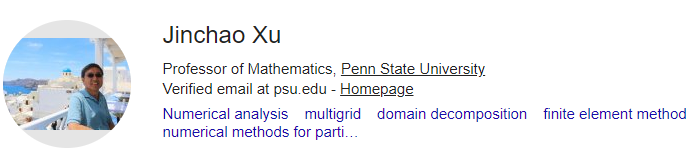 Jinchao Xu
Professor of Mathematics, Penn State University
Verified email at psu.edu - Homepage
Numerical analysis multigrid domain decomposition finite element method
numerical methods for parti…